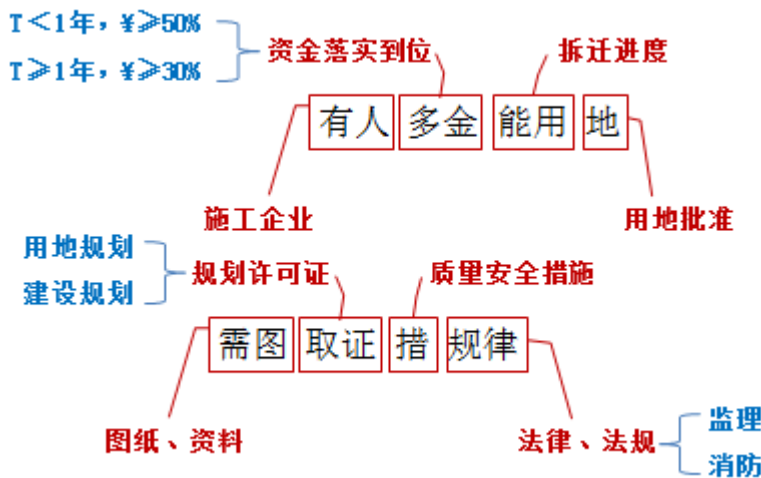 T<1年，¥≥50%
T≥1年，¥≥30%
资金落实到位
拆迁进度
有人 多金 能用 地
施工企业
用地批准
用地规划
建设规划
规划许可证
质量安全措施
需图 取证 措 规律
图纸、资料
法律、法规
监理
消防